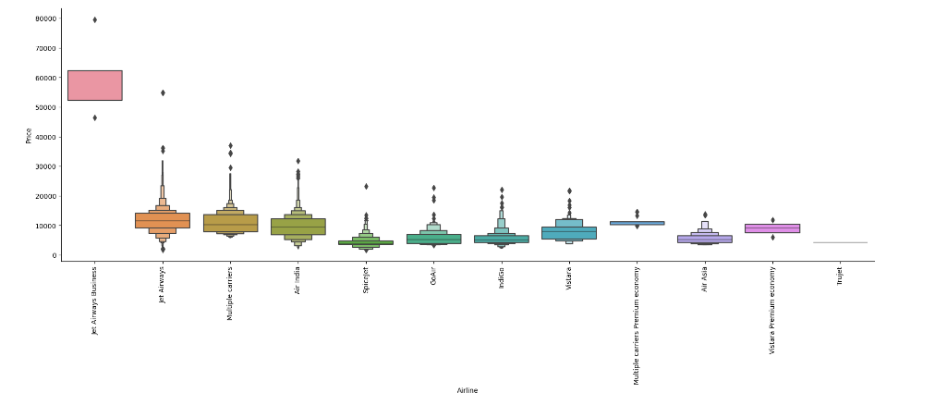 80000
70000
60000
50000
40000
30000
20000
10000
0
Price
Jet Airways Business
Jet Airways
Multiple carriers
Air India
Spicejet
GoAir
IndiGo
Vistara
Multiple carriers Premium economy
Air Asia
Vistara Premium economy
Trujet
Airline